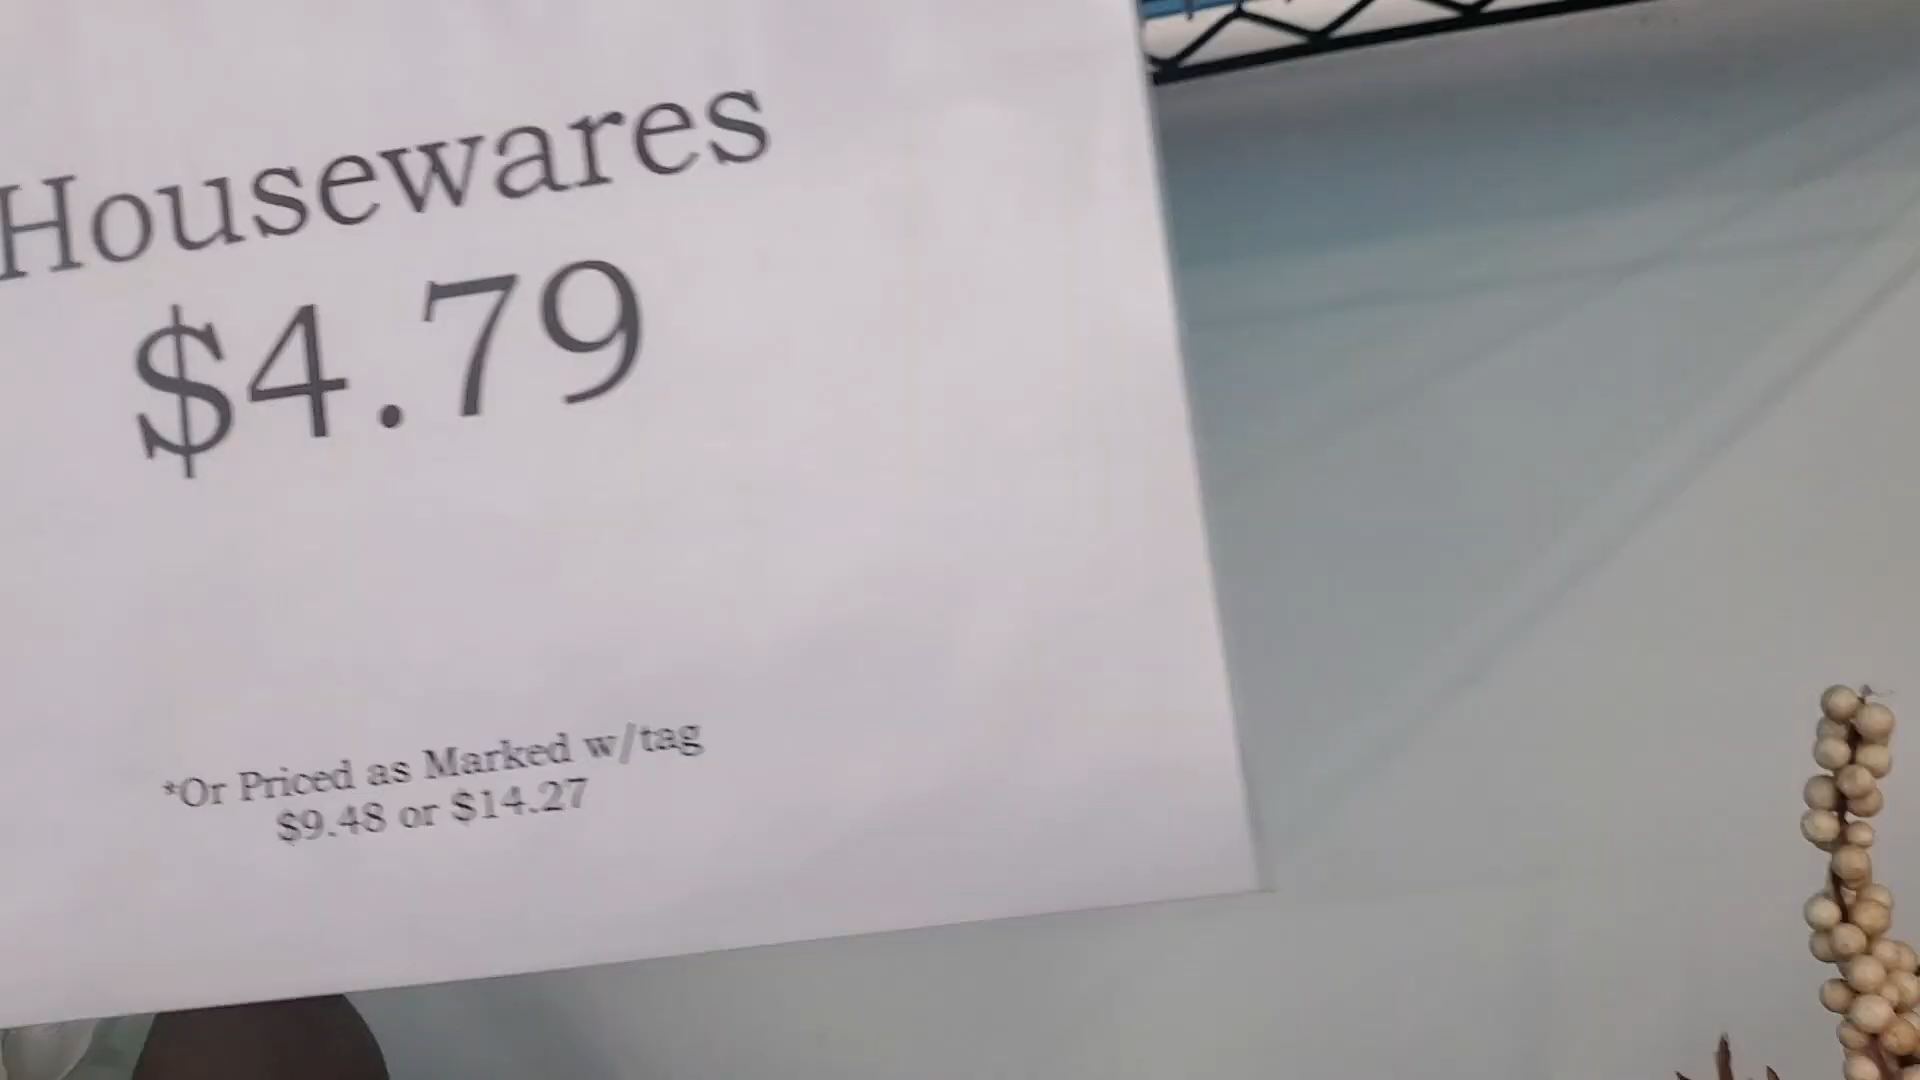 Housewares
$4.79
*Or Priced as Marked w/tag
$9.48 or $14.27